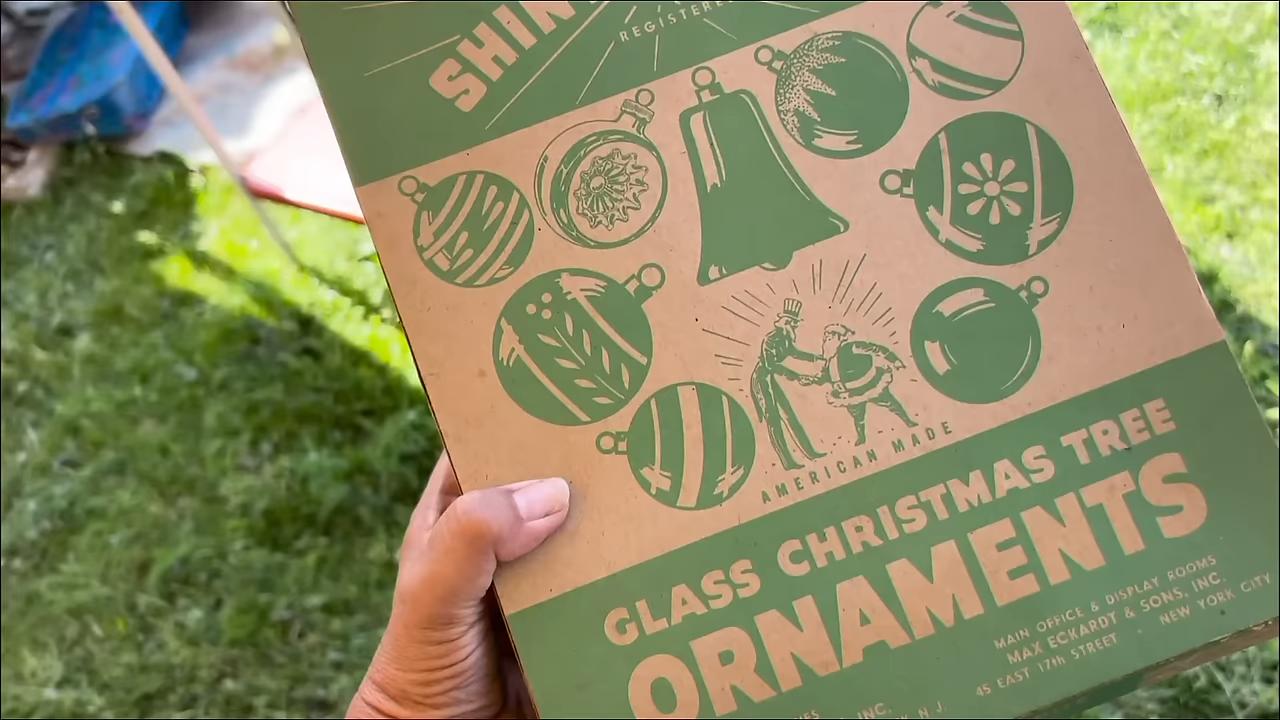 REGISTERED
AMERICAN MADE
GLASS CHRISTMAS TREE
ORNAMENTS
MAIN OFFICE & DISPLAY ROOMS
MAX ECKARDT & SONS, INC.
45 EAST 17th STREET · NEW YORK CITY
INC.
N.J.